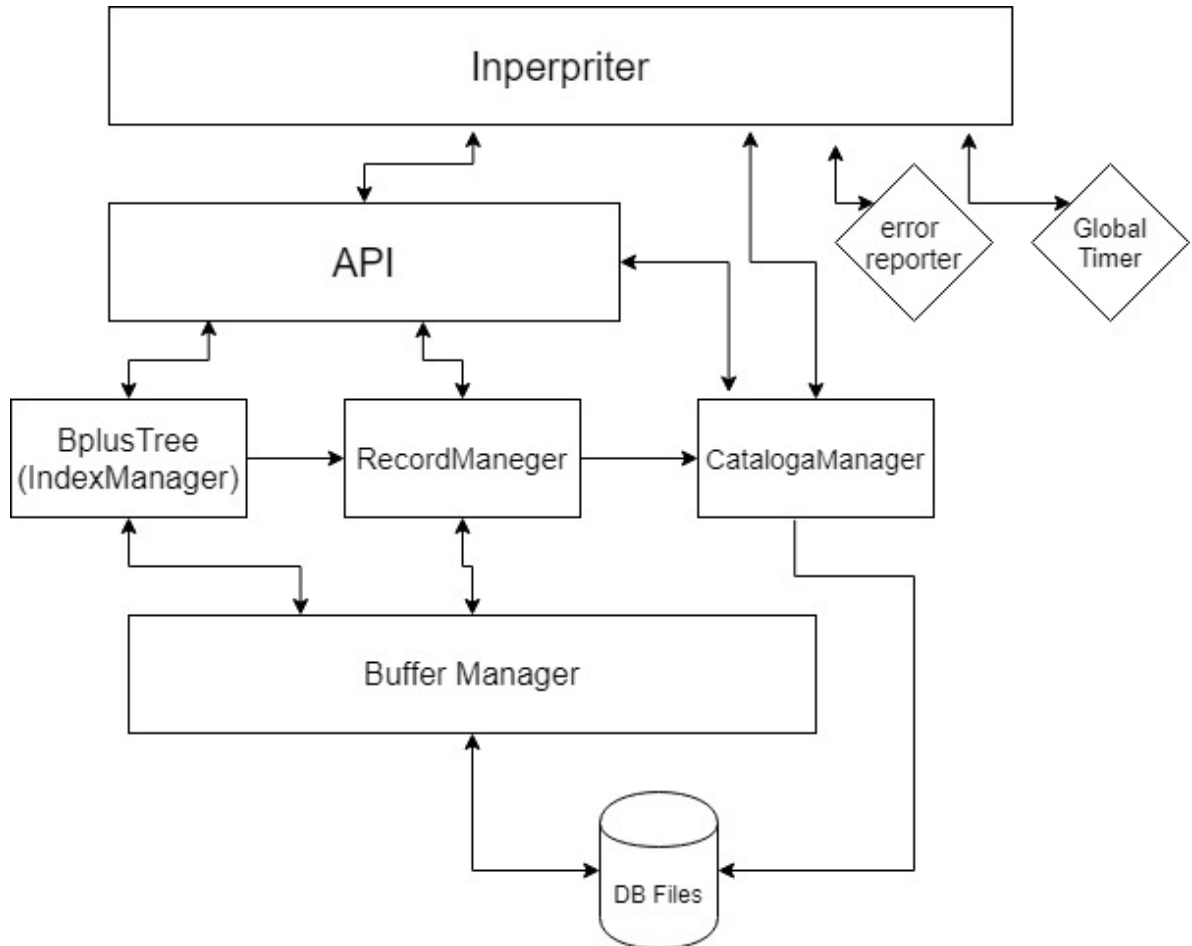 Inperpriter
API
error
reporter
Global
Timer
BplusTree
(IndexManager)
RecordManeger
CatalogaManager
Buffer Manager
DB Files